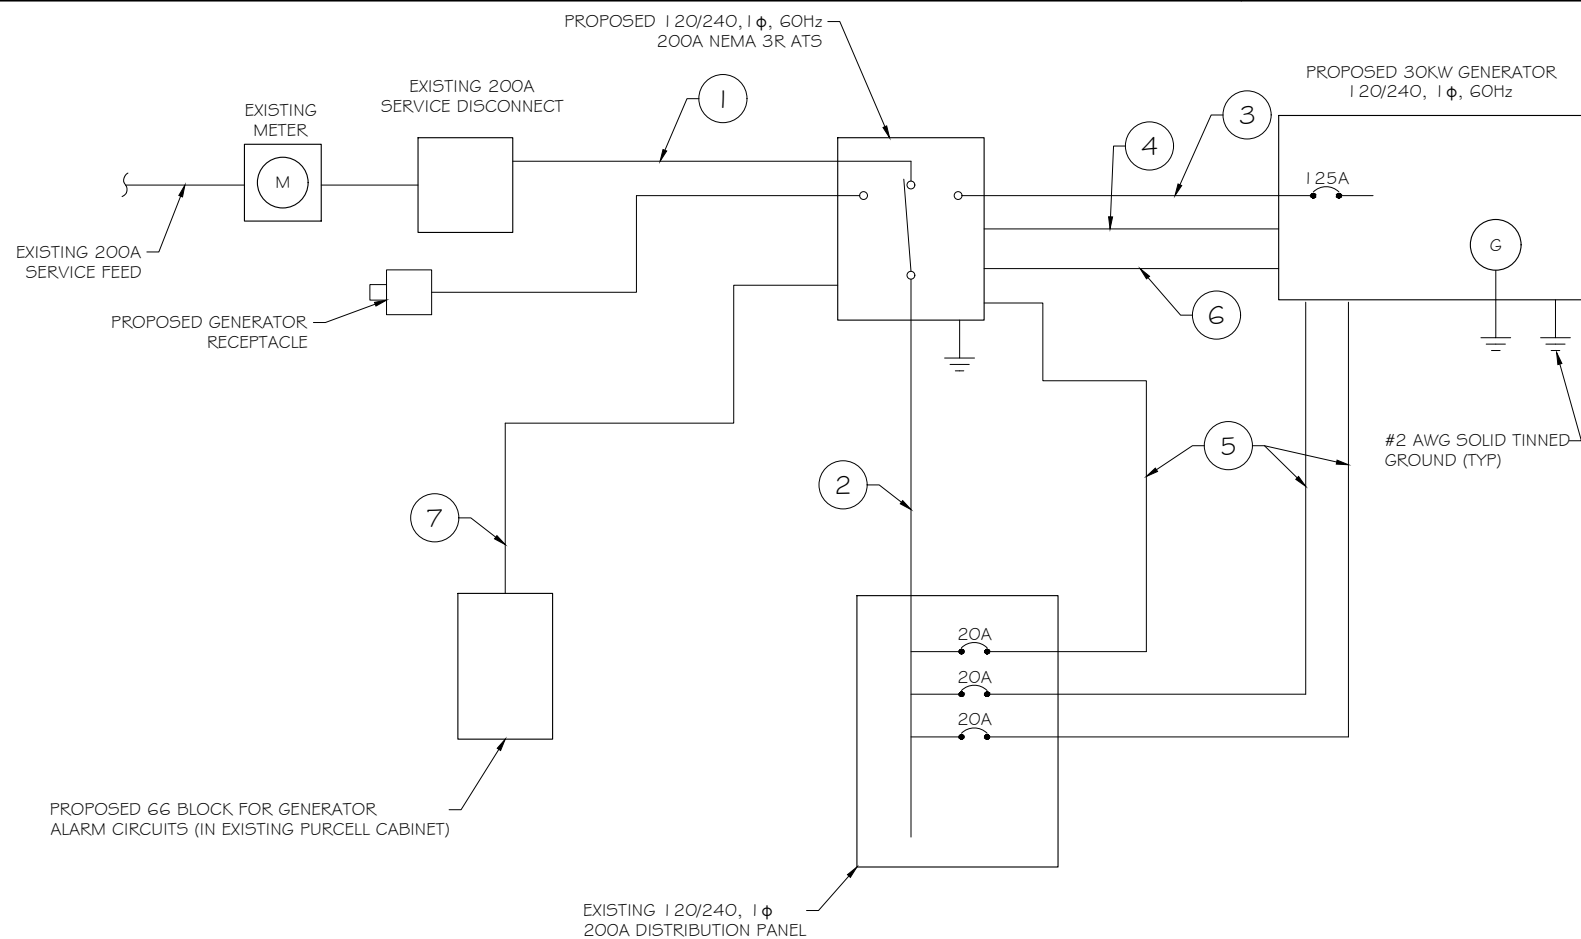 PROPOSED 120/240, 1ϕ, 60Hz
200A NEMA 3R ATS
EXISTING 200A
SERVICE DISCONNECT
1
PROPOSED 30KW GENERATOR
120/240, 1ϕ, 60Hz
EXISTING
METER
3
4
M
125A
G
EXISTING 200A
SERVICE FEED
6
PROPOSED GENERATOR
RECEPTACLE
5
#2 AWG SOLID TINNED
GROUND (TYP)
2
7
20A
20A
20A
PROPOSED 66 BLOCK FOR GENERATOR
ALARM CIRCUITS (IN EXISTING PURCELL CABINET)
EXISTING 120/240, 1ϕ
200A DISTRIBUTION PANEL